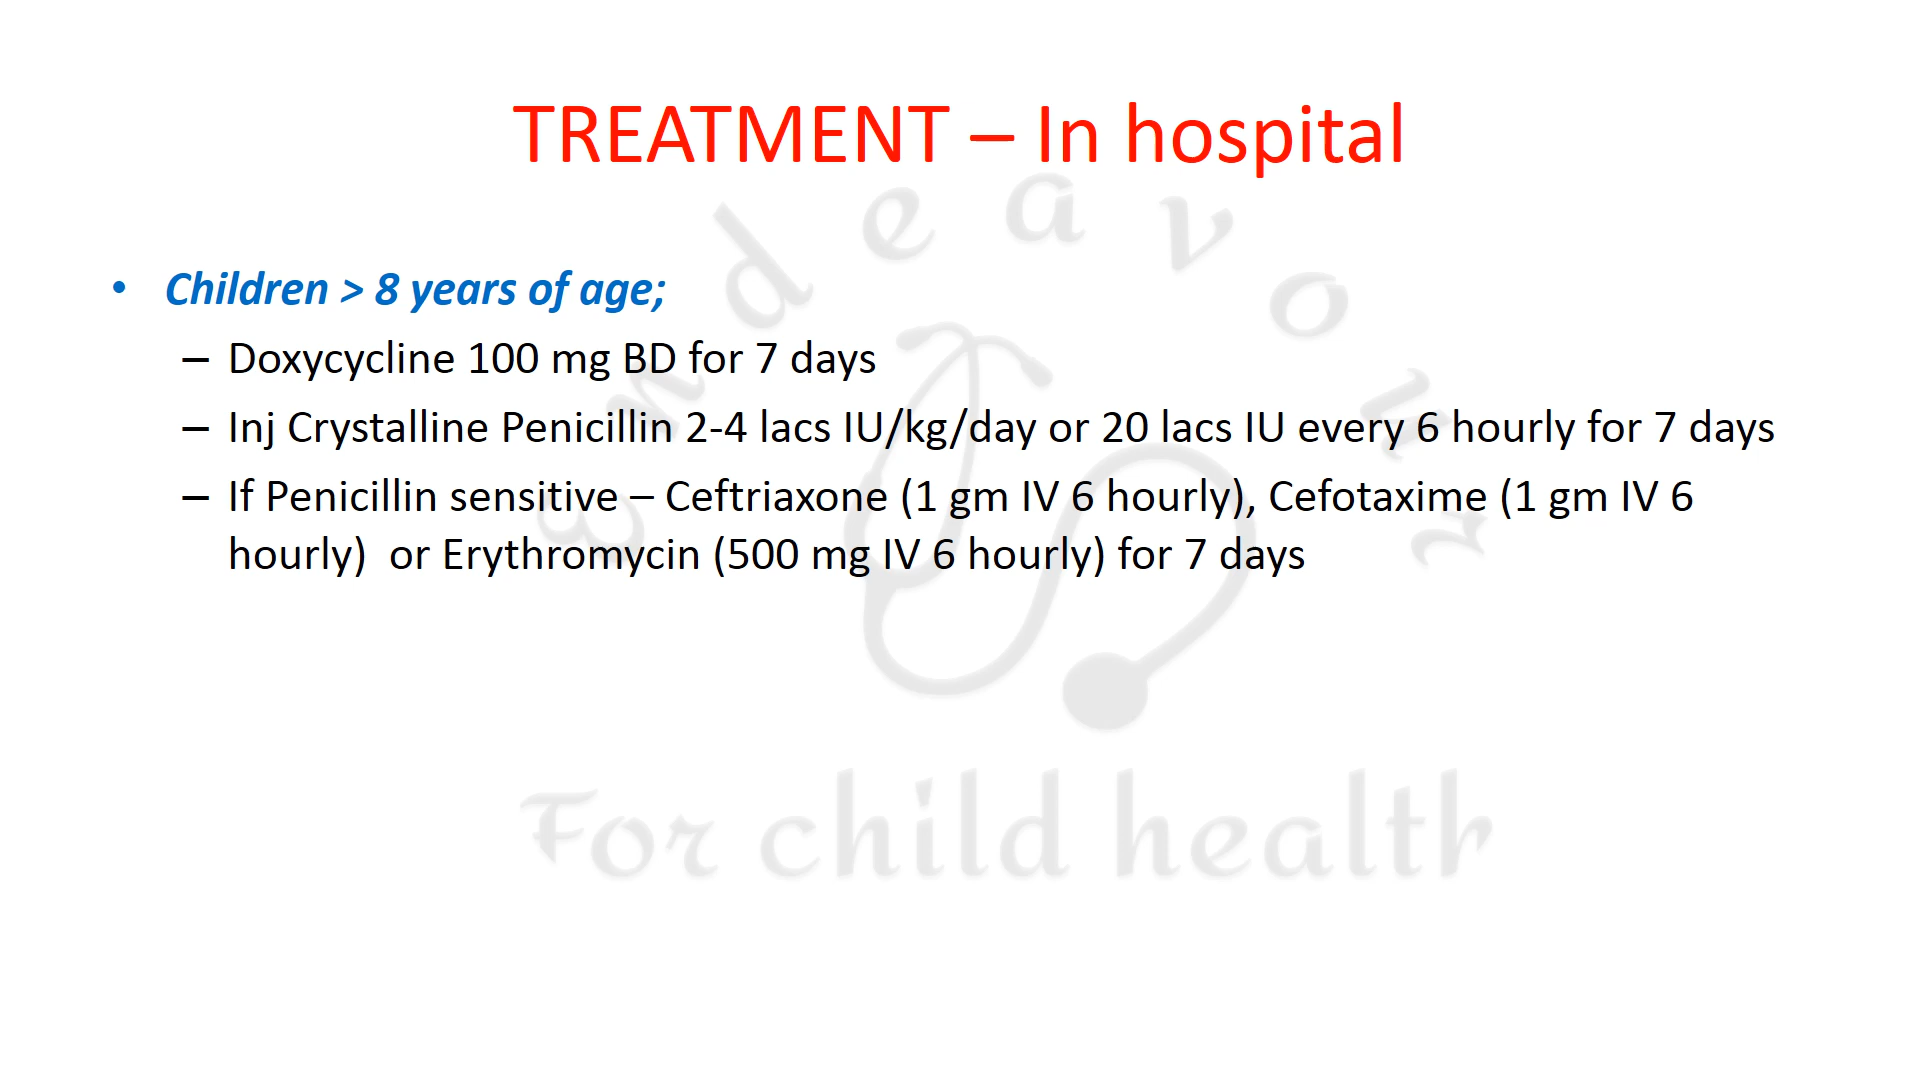 TREATMENT – In hospital
• Children > 8 years of age;
– Doxycycline 100 mg BD for 7 days
– Inj Crystalline Penicillin 2-4 lacs IU/kg/day or 20 lacs IU every 6 hourly for 7 days
– If Penicillin sensitive – Ceftriaxone (1 gm IV 6 hourly), Cefotaxime (1 gm IV 6
hourly) or Erythromycin (500 mg IV 6 hourly) for 7 days
Endeavour
For child health